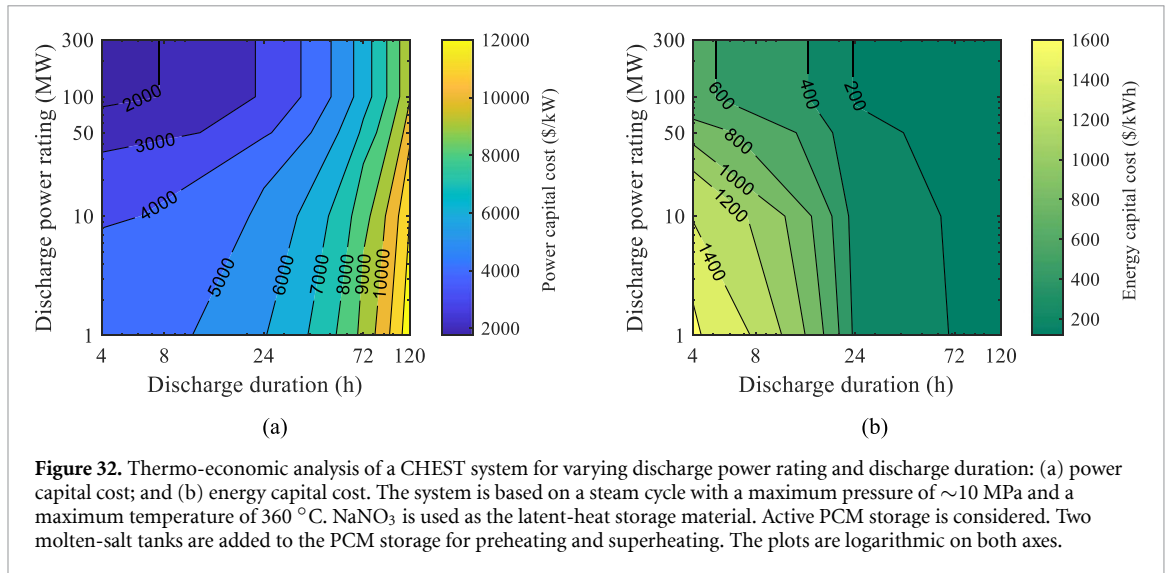 300
100
50
10
1
Discharge power rating (MW)
4 8 24 72 120
Discharge duration (h)
2000
3000
4000
5000
6000
7000
8000
9000
10000
12000
10000
8000
6000
4000
2000
Power capital cost ($/kW)
(a)
300
100
50
10
1
Discharge power rating (MW)
4 8 24 72 120
Discharge duration (h)
600
400
200
800
1000
1200
1400
1600
1400
1200
1000
800
600
400
200
Energy capital cost ($/kWh)
(b)
Figure 32. Thermo-economic analysis of a CHEST system for varying discharge power rating and discharge duration: (a) power
capital cost; and (b) energy capital cost. The system is based on a steam cycle with a maximum pressure of ∼10 MPa and a
maximum temperature of 360 °C. NaNO₃ is used as the latent-heat storage material. Active PCM storage is considered. Two
molten-salt tanks are added to the PCM storage for preheating and superheating. The plots are logarithmic on both axes.